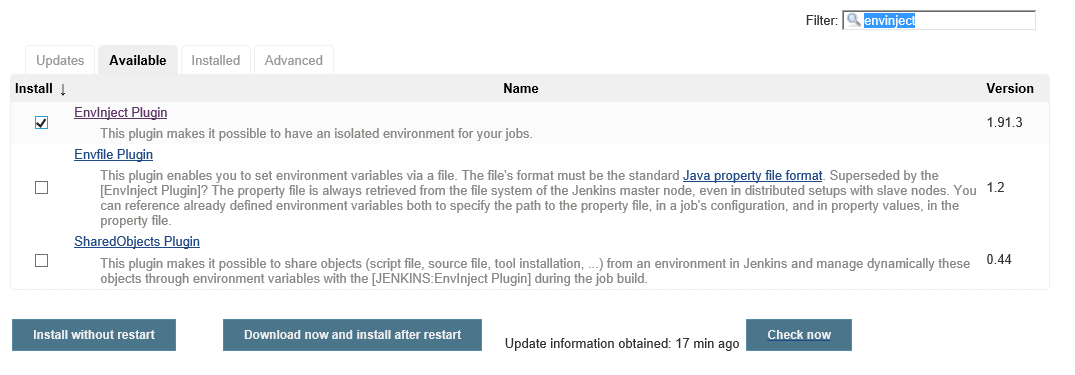 Filter: envinject
Updates Available Installed Advanced
Install ↓ Name Version
EnvInject Plugin
This plugin makes it possible to have an isolated environment for your jobs.
1.91.3
Envfile Plugin
This plugin enables you to set environment variables via a file. The file's format must be the standard Java property file format. Superseded by the
[EnvInject Plugin]? The property file is always retrieved from the file system of the Jenkins master node, even in distributed setups with slave nodes. You
can reference already defined environment variables both to specify the path to the property file, in a job's configuration, and in property values, in the
property file.
1.2
SharedObjects Plugin
This plugin makes it possible to share objects (script file, source file, tool installation, ...) from an environment in Jenkins and manage dynamically these
objects through environment variables with the [JENKINS:EnvInject Plugin] during the job build.
0.44
Install without restart Download now and install after restart Update information obtained: 17 min ago Check now